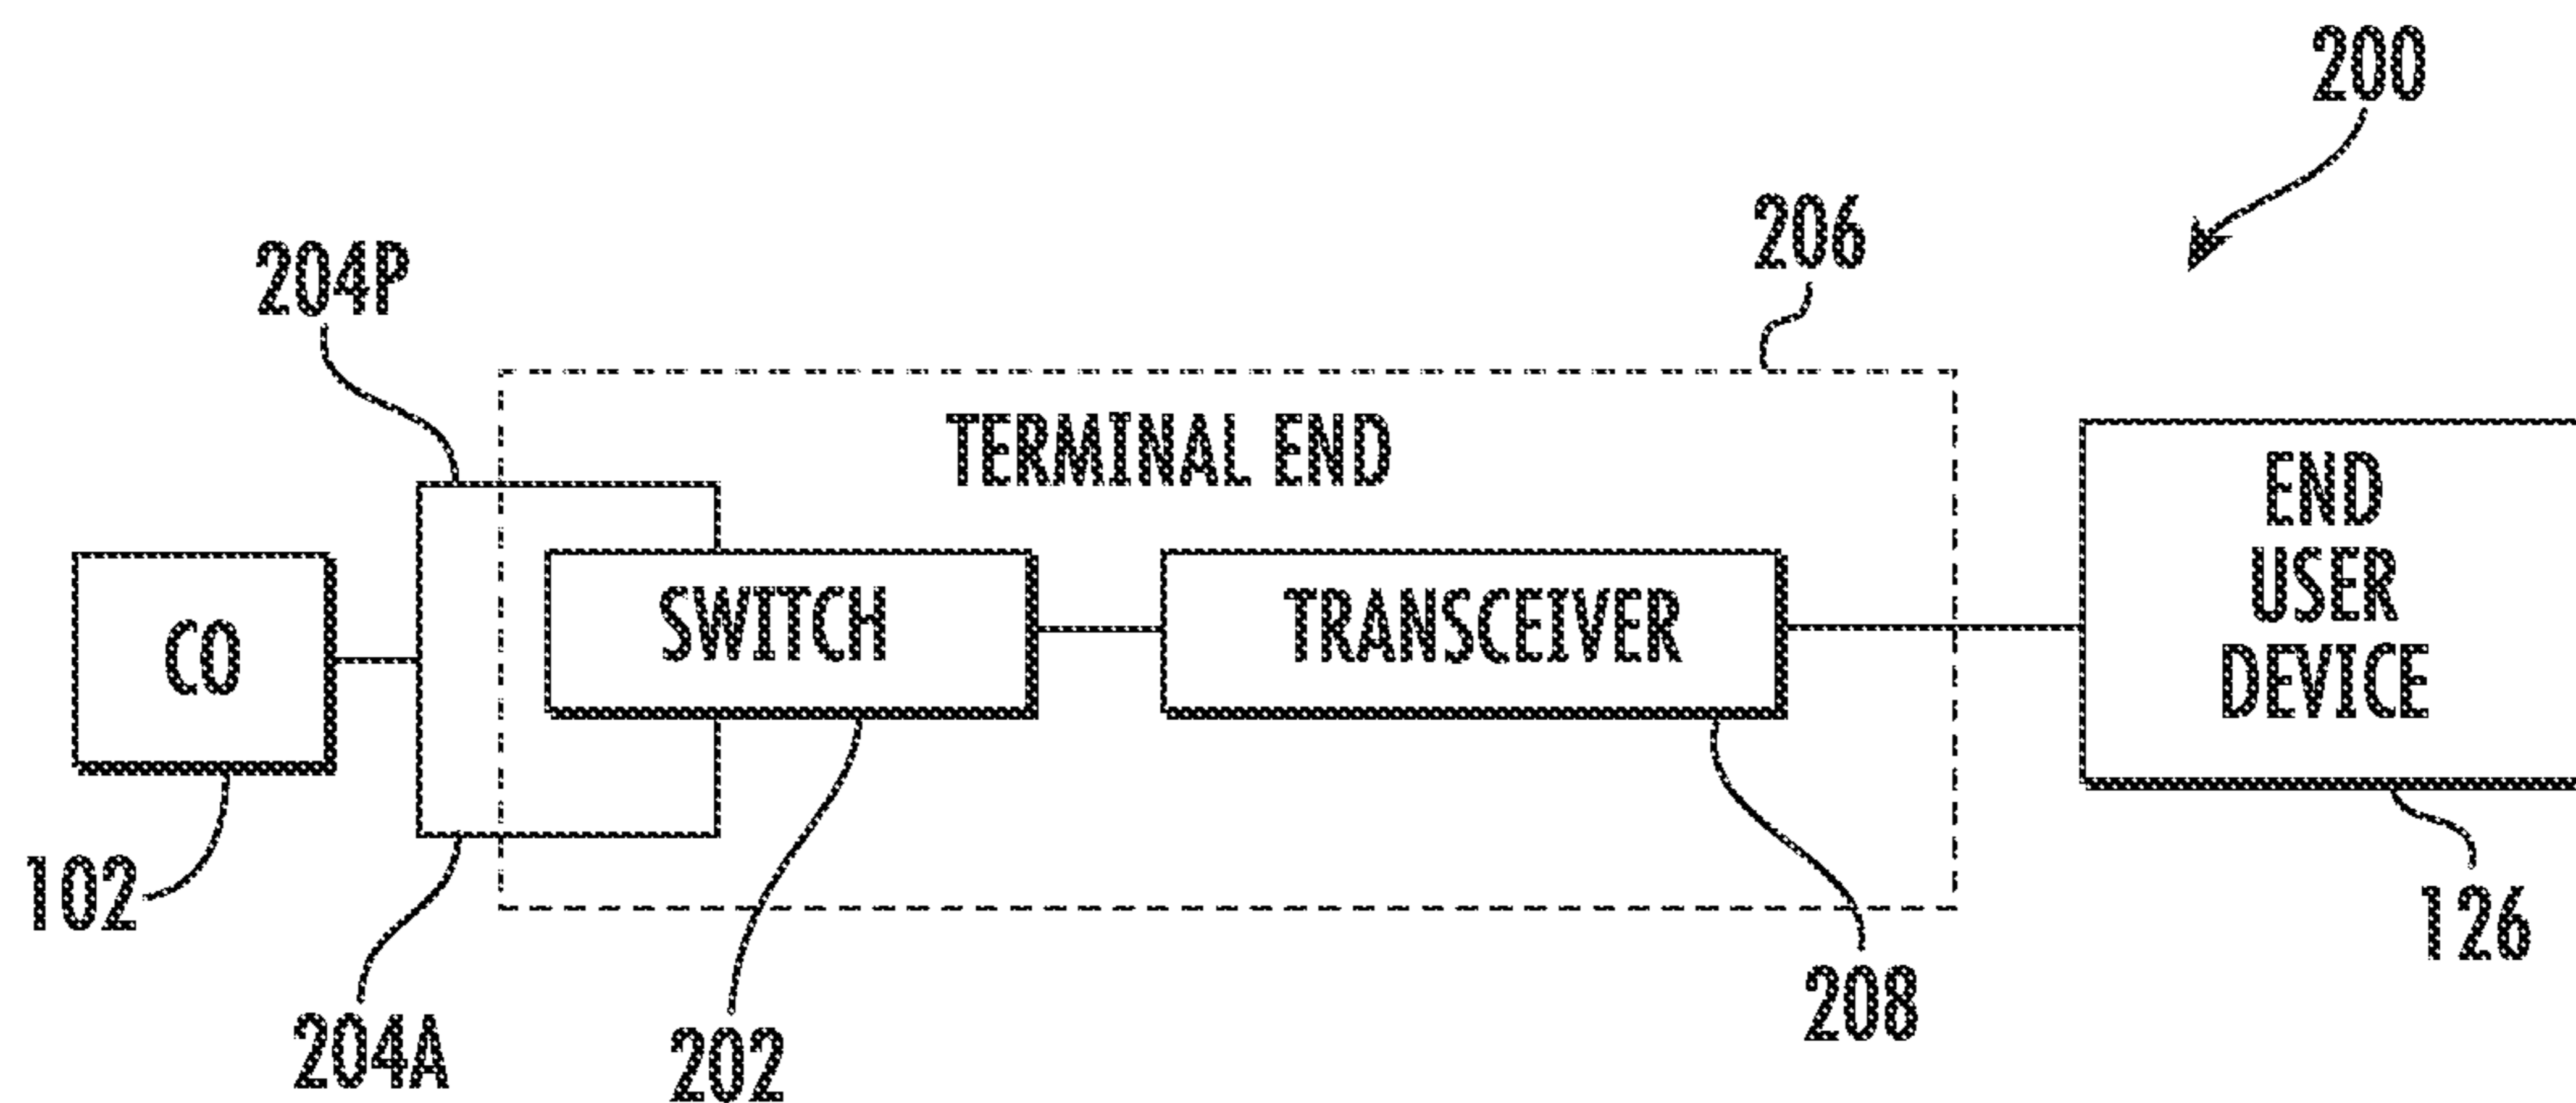 200
206
204P
TERMINAL END
END
USER
DEVICE
SWITCH
TRANSCEIVER
CO
102
126
204A
202
208